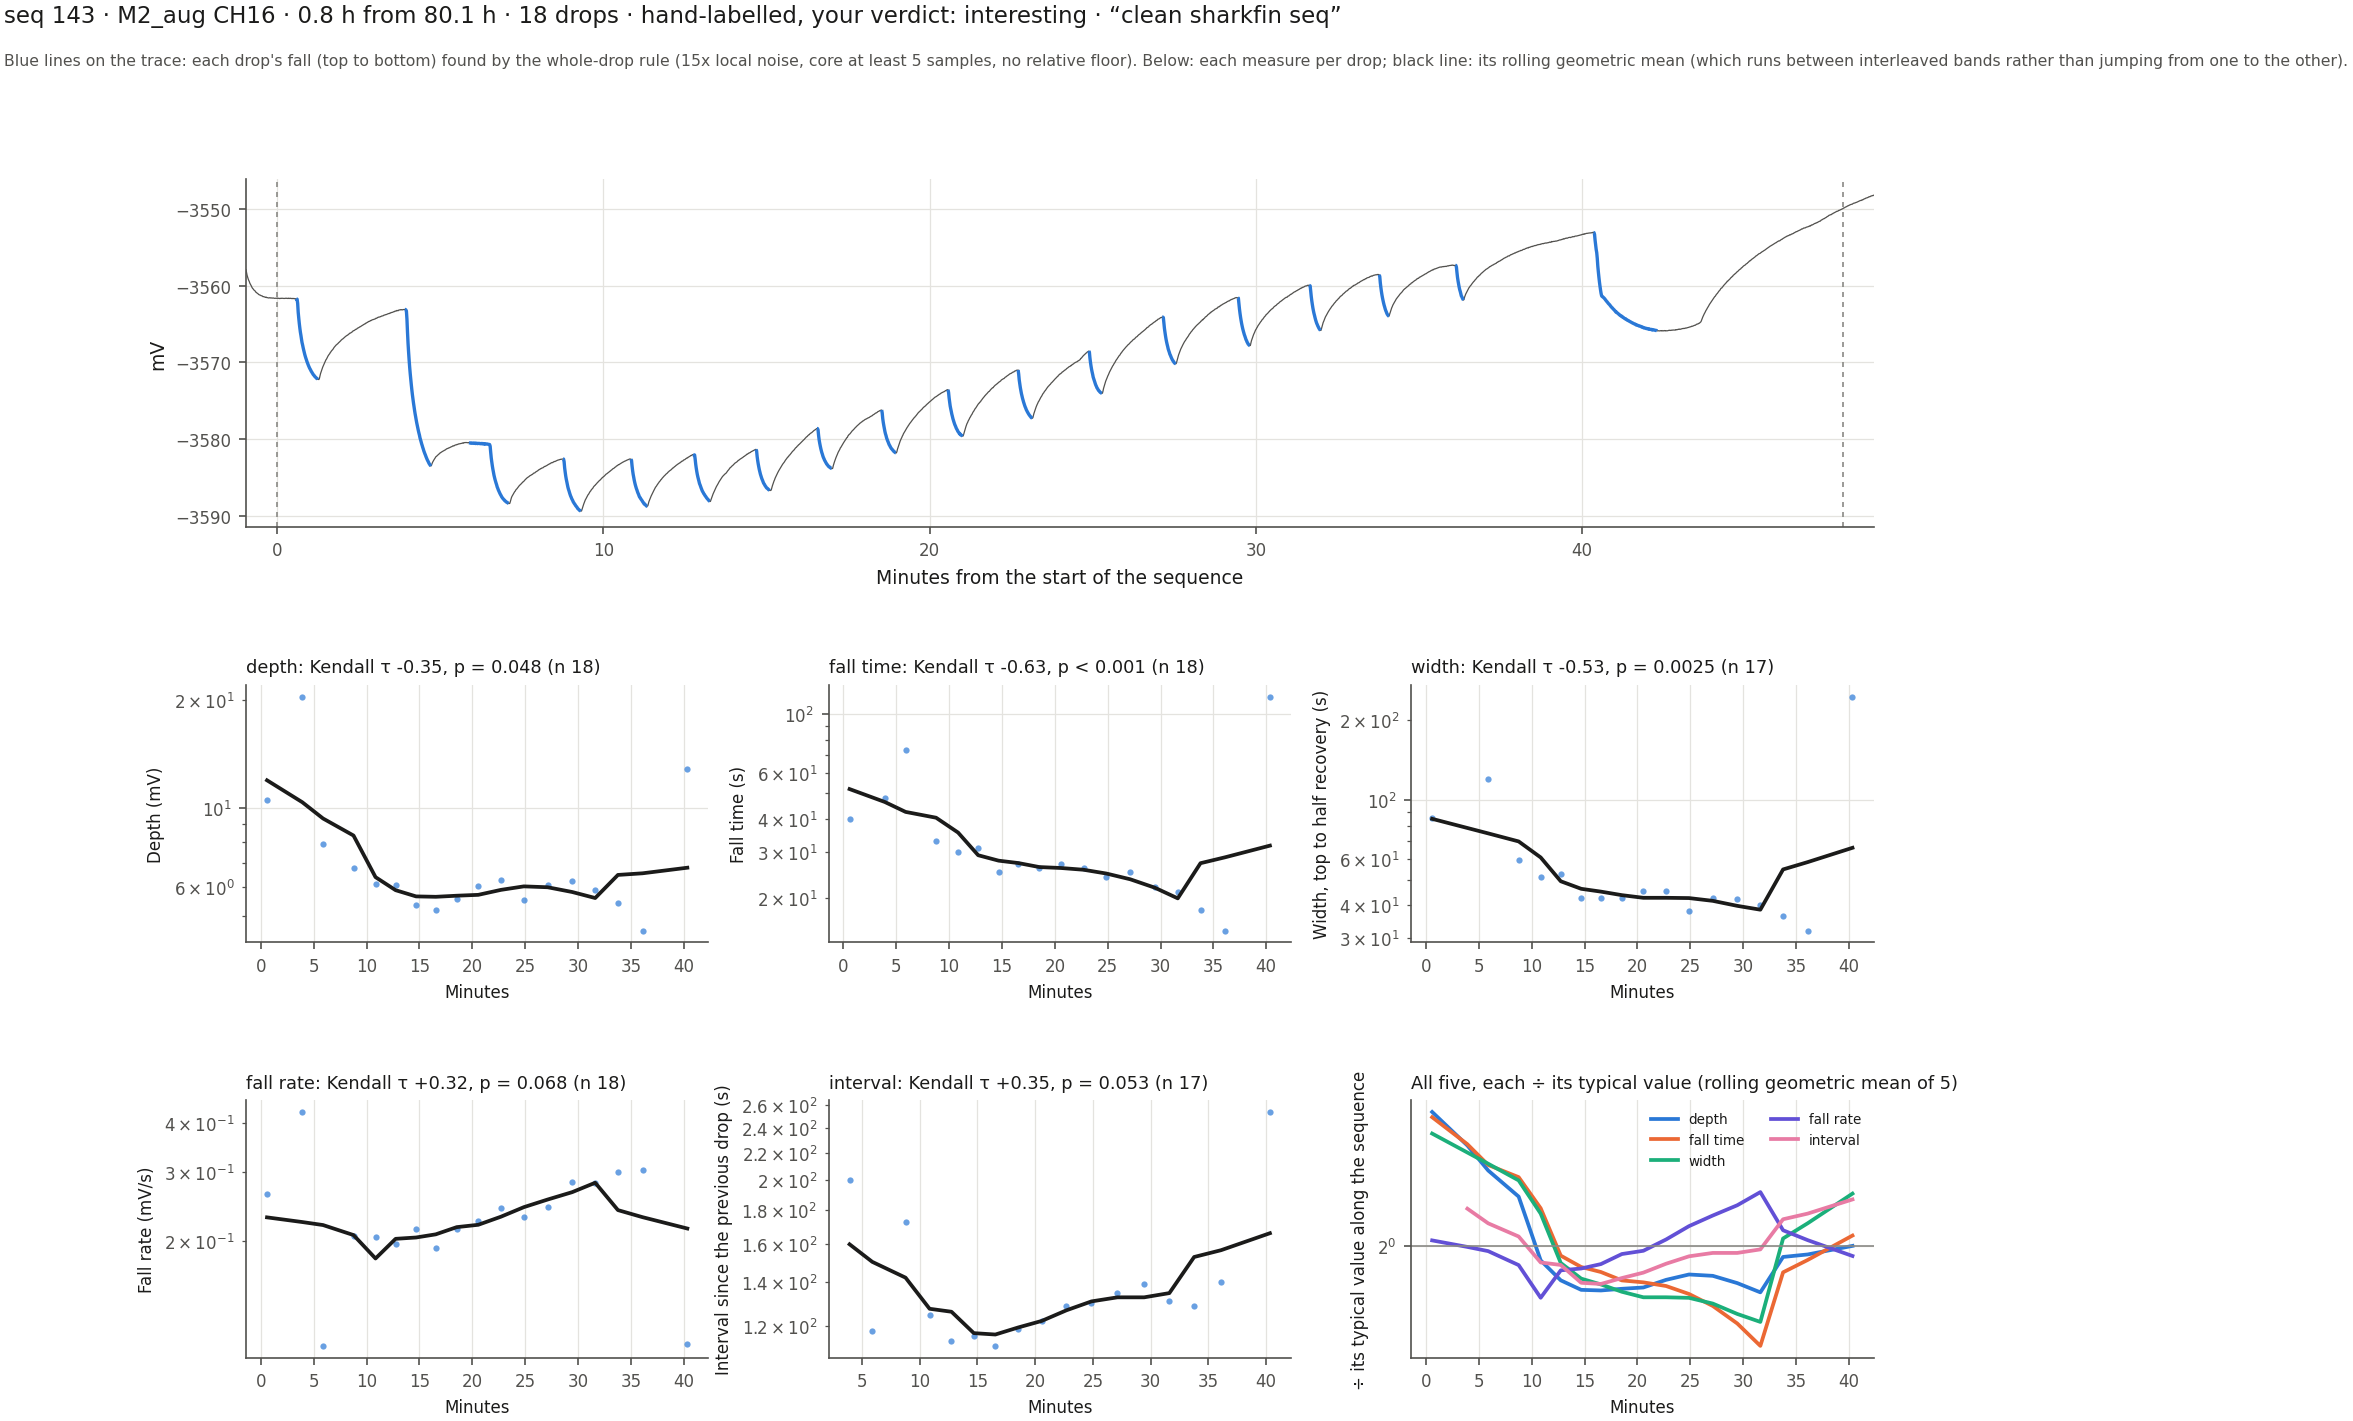 seq 143 · M2_aug CH16 · 0.8 h from 80.1 h · 18 drops · hand-labelled, your verdict: interesting · “clean sharkfin seq”
Blue lines on the trace: each drop's fall (top to bottom) found by the whole-drop rule (15x local noise, core at least 5 samples, no relative floor). Below: each measure per drop; black line: its rolling geometric mean (which runs between interleaved bands rather than jumping from one to the other).
mV
−3550
−3560
−3570
−3580
−3590
0 10 20 30 40
Minutes from the start of the sequence
depth: Kendall τ -0.35, p = 0.048 (n 18)
Depth (mV)
2 × 10¹
10¹
6 × 10⁰
0 5 10 15 20 25 30 35 40
Minutes
fall time: Kendall τ -0.63, p < 0.001 (n 18)
Fall time (s)
10²
6 × 10¹
4 × 10¹
3 × 10¹
2 × 10¹
0 5 10 15 20 25 30 35 40
Minutes
width: Kendall τ -0.53, p = 0.0025 (n 17)
Width, top to half recovery (s)
2 × 10²
10²
6 × 10¹
4 × 10¹
3 × 10¹
0 5 10 15 20 25 30 35 40
Minutes
fall rate: Kendall τ +0.32, p = 0.068 (n 18)
Fall rate (mV/s)
4 × 10⁻¹
3 × 10⁻¹
2 × 10⁻¹
0 5 10 15 20 25 30 35 40
Minutes
interval: Kendall τ +0.35, p = 0.053 (n 17)
Interval since the previous drop (s)
2.6 × 10²
2.4 × 10²
2.2 × 10²
2 × 10²
1.8 × 10²
1.6 × 10²
1.4 × 10²
1.2 × 10²
5 10 15 20 25 30 35 40
Minutes
All five, each ÷ its typical value (rolling geometric mean of 5)
÷ its typical value along the sequence
2⁰
depth
fall time
width
fall rate
interval
0 5 10 15 20 25 30 35 40
Minutes